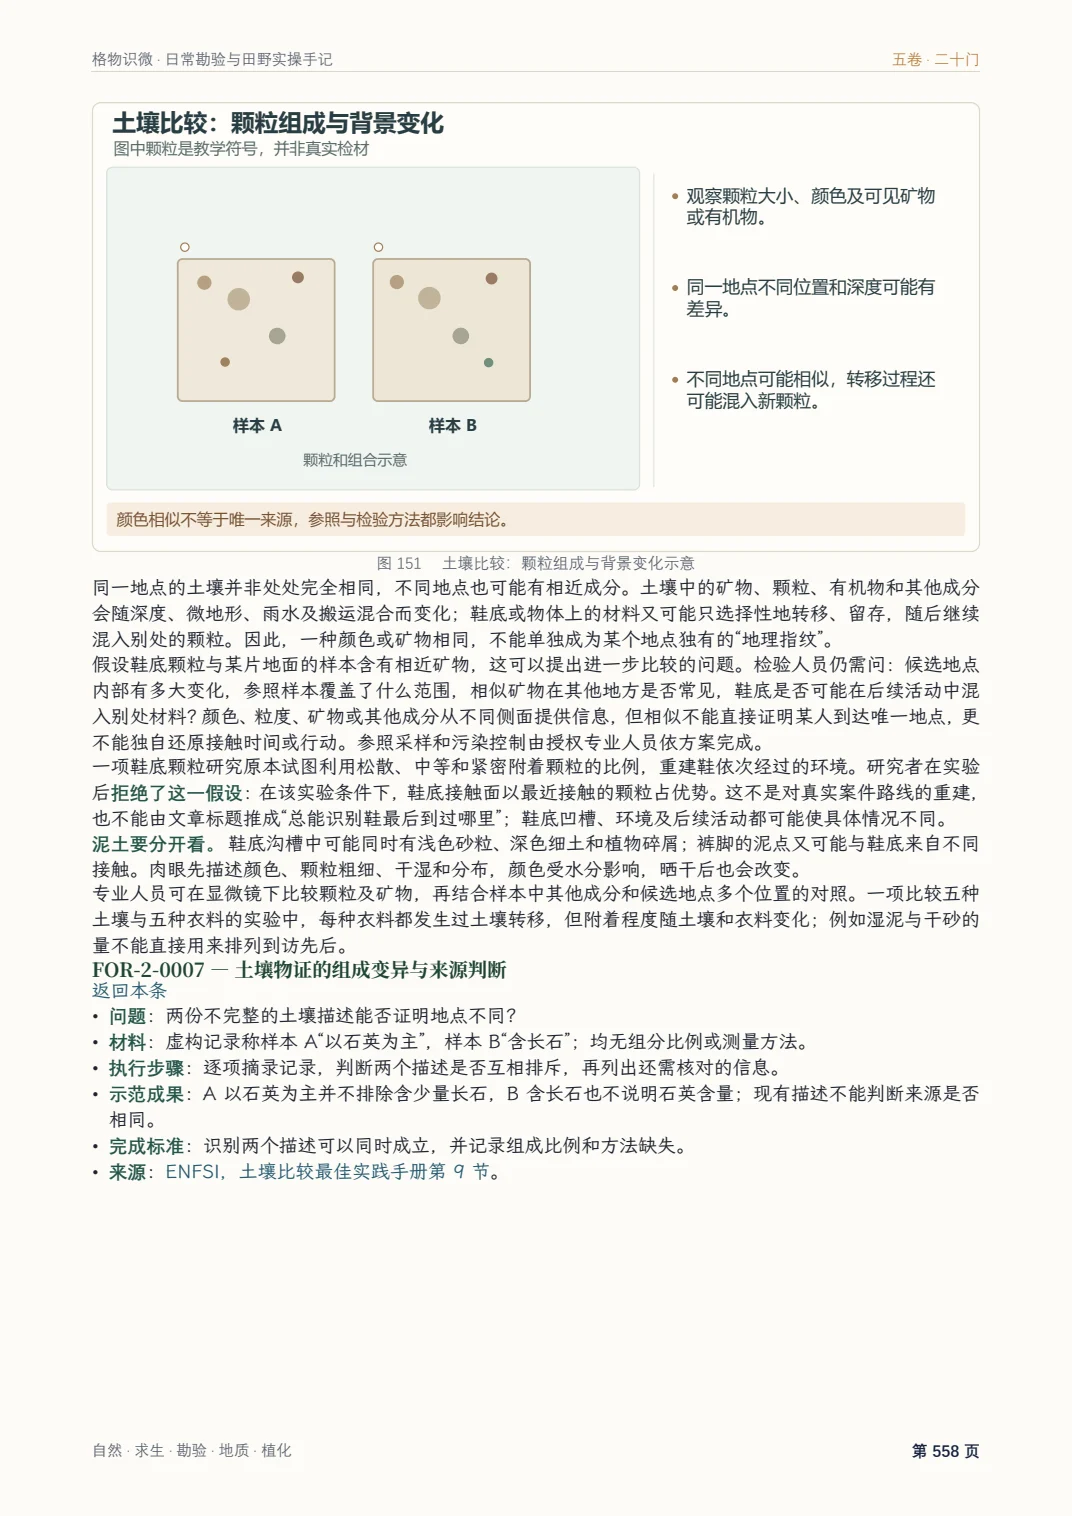 格物识微 · 日常勘验与田野实操手记
五卷 · 二十门
土壤比较：颗粒组成与背景变化
图中颗粒是教学符号，并非真实检材
样本 A
样本 B
颗粒和组合示意
• 观察颗粒大小、颜色及可见矿物
或有机物。
• 同一地点不同位置和深度可能有
差异。
• 不同地点可能相似，转移过程还
可能混入新颗粒。
颜色相似不等于唯一来源，参照与检验方法都影响结论。
图 151 土壤比较：颗粒组成与背景变化示意
同一地点的土壤并非处处完全相同，不同地点也可能有相近成分。土壤中的矿物、颗粒、有机物和其他成分
会随深度、微地形、雨水及搬运混合而变化；鞋底或物体上的材料又可能只选择性地转移、留存，随后继续
混入别处的颗粒。因此，一种颜色或矿物相同，不能单独成为某个地点独有的“地理指纹”。
假设鞋底颗粒与某片地面的样本含有相近矿物，这可以提出进一步比较的问题。检验人员仍需问：候选地点
内部有多大变化，参照样本覆盖了什么范围，相似矿物在其他地方是否常见，鞋底是否可能在后续活动中混
入别处材料？颜色、粒度、矿物或其他成分从不同侧面提供信息，但相似不能直接证明某人到达唯一地点，更
不能独自还原接触时间或行动。参照采样和污染控制由授权专业人员依方案完成。
一项鞋底颗粒研究原本试图利用松散、中等和紧密附着颗粒的比例，重建鞋依次经过的环境。研究者在实验
后拒绝了这一假设：在该实验条件下，鞋底接触面以最近接触的颗粒占优势。这不是对真实案件路线的重建，
也不能由文章标题推成“总能识别鞋最后到过哪里”；鞋底凹槽、环境及后续活动都可能使具体情况不同。
泥土要分开看。 鞋底沟槽中可能同时有浅色砂粒、深色细土和植物碎屑；裤脚的泥点又可能与鞋底来自不同
接触。肉眼先描述颜色、颗粒粗细、干湿和分布，颜色受水分影响，晒干后也会改变。
专业人员可在显微镜下比较颗粒及矿物，再结合样本中其他成分和候选地点多个位置的对照。一项比较五种
土壤与五种衣料的实验中，每种衣料都发生过土壤转移，但附着程度随土壤和衣料变化；例如湿泥与干砂的
量不能直接用来排列到访先后。
FOR-2-0007 — 土壤物证的组成变异与来源判断
返回本条
• 问题：两份不完整的土壤描述能否证明地点不同？
• 材料：虚构记录称样本 A“以石英为主”，样本 B“含长石”；均无组分比例或测量方法。
• 执行步骤：逐项摘录记录，判断两个描述是否互相排斥，再列出还需核对的信息。
• 示范成果：A 以石英为主并不排除含少量长石，B 含长石也不说明石英含量；现有描述不能判断来源是否
相同。
• 完成标准：识别两个描述可以同时成立，并记录组成比例和方法缺失。
• 来源：ENFSI，土壤比较最佳实践手册第 9 节。
自然 · 求生 · 勘验 · 地质 · 植化
第 558 页